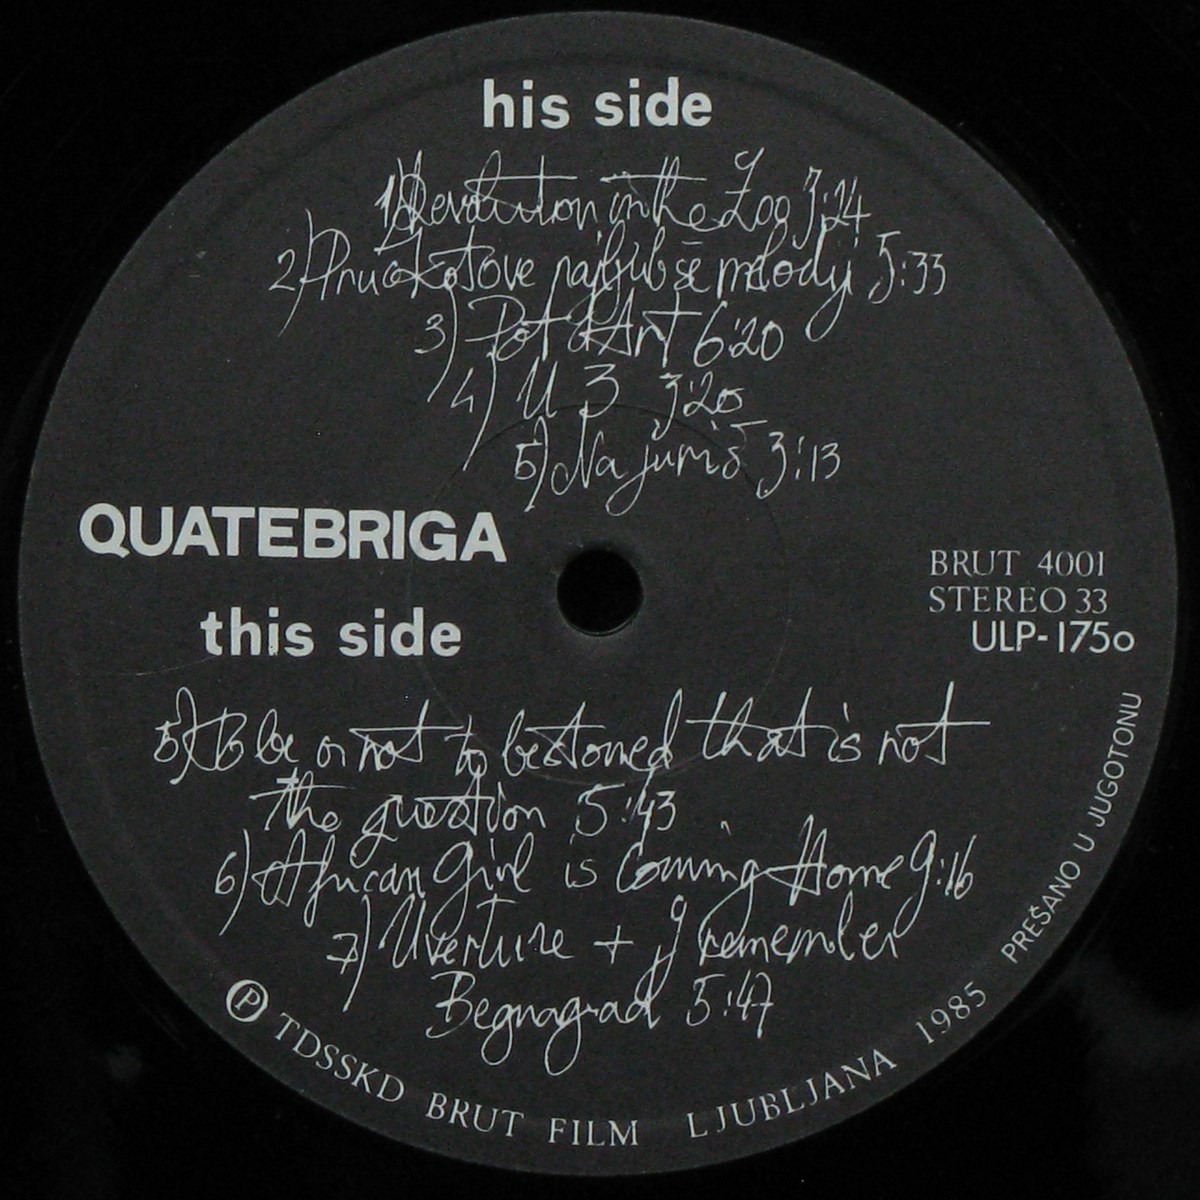 his side
1) Revolution in the Zoo 3:24
2) najljubše melodij 5:33
3) Pot d'Art 6:20
4) U 3 3:20
5) Na juriš 3:13
QUATEBRIGA
BRUT 4001
STEREO 33
ULP-1750
this side
5) To be or not to be stoned that is not
the question 5:43
6) African Girl is Coming Home 9:16
7) Uverture + I remember
Begnagrad 5:47
PREŠANO U JUGOTONU
Ⓟ TDSSKD BRUT FILM LJUBLJANA 1985